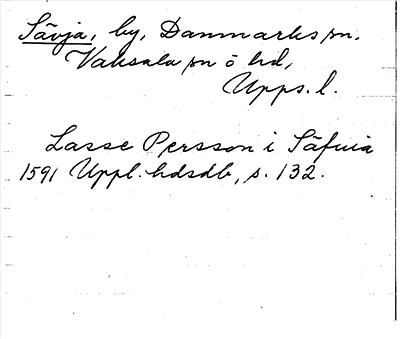 Sävja, by, Danmarks sn,
Vaksala sn o hd,
Upps. l.
Lasse Persson i Säfuia
1591 Uppl. hdsdb, s. 132.